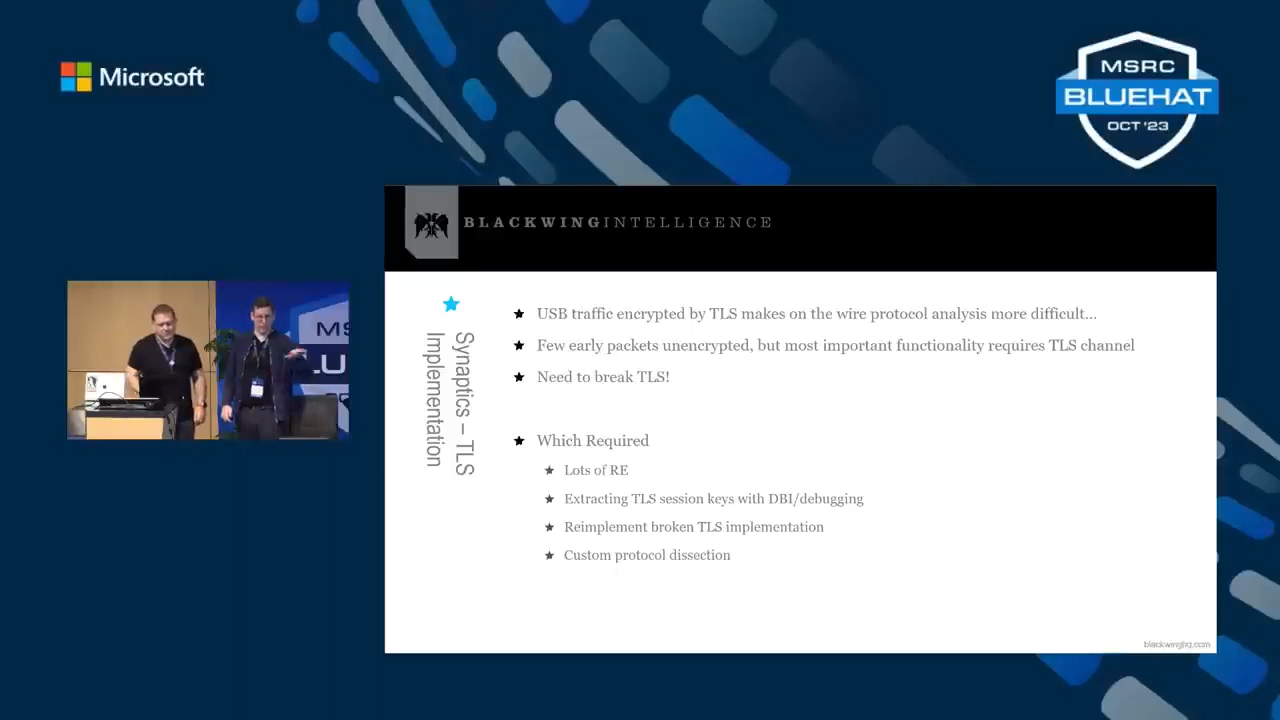 Microsoft
MSRC
BLUEHAT
OCT '23
BLACKWINGINTELLIGENCE
Synaptics – TLS
Implementation
USB traffic encrypted by TLS makes on the wire protocol analysis more difficult...
Few early packets unencrypted, but most important functionality requires TLS channel
Need to break TLS!
Which Required
Lots of RE
Extracting TLS session keys with DBI/debugging
Reimplement broken TLS implementation
Custom protocol dissection
blackwinghq.com